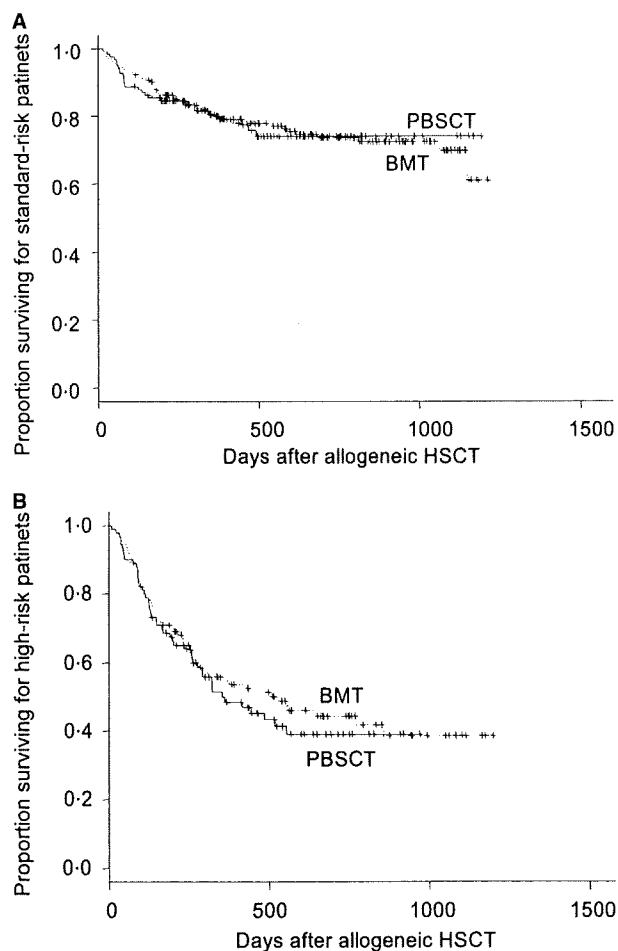 A
Proportion surviving for standard-risk patinets
1·0
0·8
0·6
0·4
0·2
0·0
PBSCT
BMT
0 500 1000 1500
Days after allogeneic HSCT
B
Proportion surviving for high-risk patinets
1·0
0·8
0·6
0·4
0·2
0·0
BMT
PBSCT
0 500 1000 1500
Days after allogeneic HSCT